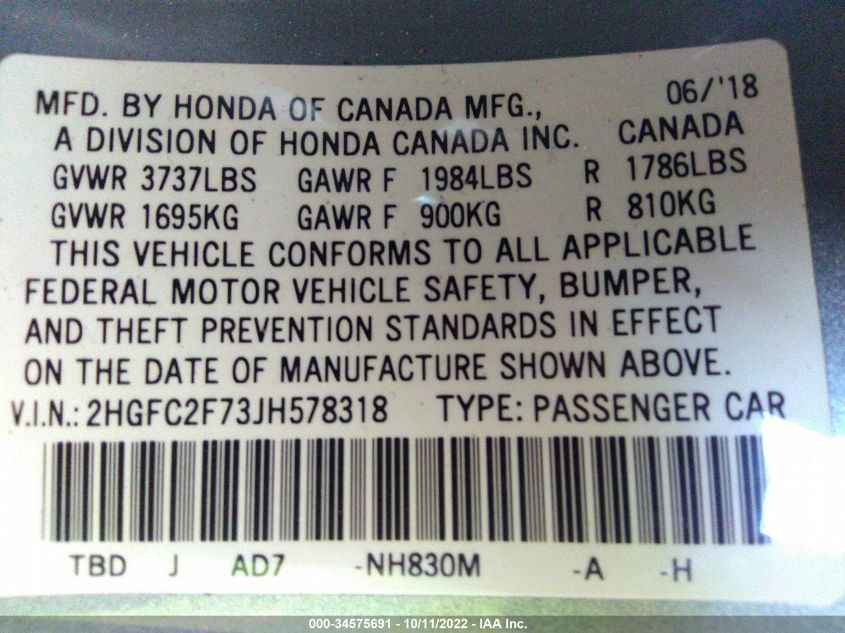 MFD. BY HONDA OF CANADA MFG., 06/'18
A DIVISION OF HONDA CANADA INC. CANADA
GVWR 3737LBS GAWR F 1984LBS R 1786LBS
GVWR 1695KG GAWR F 900KG R 810KG
THIS VEHICLE CONFORMS TO ALL APPLICABLE
FEDERAL MOTOR VEHICLE SAFETY, BUMPER,
AND THEFT PREVENTION STANDARDS IN EFFECT
ON THE DATE OF MANUFACTURE SHOWN ABOVE.
V.I.N.: 2HGFC2F73JH578318 TYPE: PASSENGER CAR
TBD J AD7 -NH830M -A -H
000-34575691 - 10/11/2022 - IAA Inc.